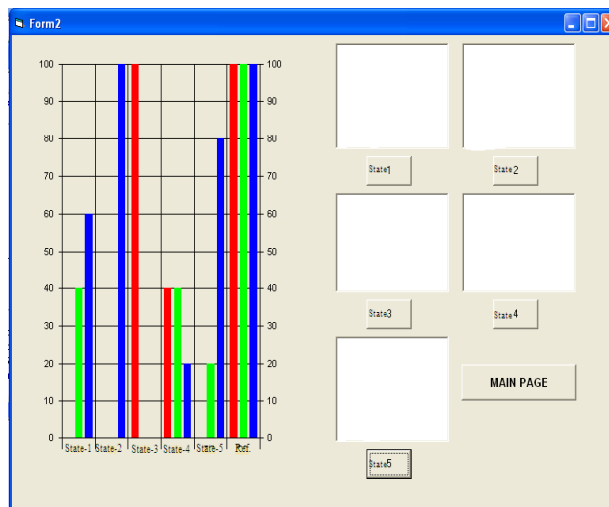 Form2
100 100
90 90
80 80
70 70
60 60
50 50
40 40
30 30
20 20
10 10
0 0
State-1 State-2 State-3 State-4 State-5 Ref.
State1 State2
State3 State4
MAIN PAGE
State5